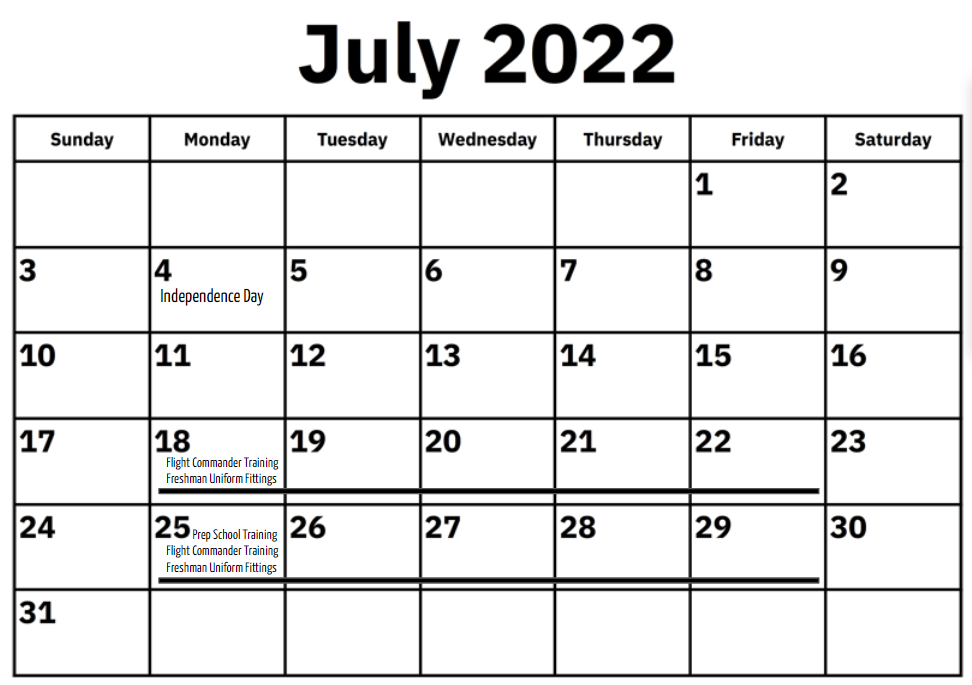 July 2022
Sunday Monday Tuesday Wednesday Thursday Friday Saturday
1 2
3 4 5 6 7 8 9
Independence Day
10 11 12 13 14 15 16
17 18 19 20 21 22 23
Flight Commander Training
Freshman Uniform Fittings
24 25 Prep School Training 26 27 28 29 30
Flight Commander Training
Freshman Uniform Fittings
31